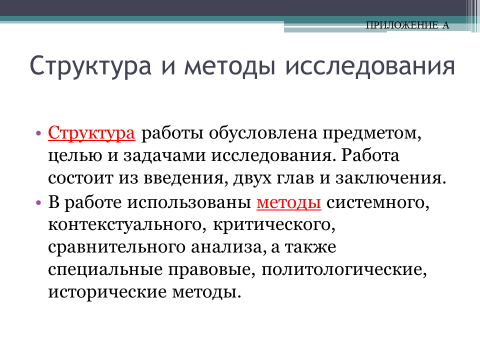 ПРИЛОЖЕНИЕ А
Структура и методы исследования
• Структура работы обусловлена предметом,
целью и задачами исследования. Работа
состоит из введения, двух глав и заключения.
• В работе использованы методы системного,
контекстуального, критического,
сравнительного анализа, а также
специальные правовые, политологические,
исторические методы.